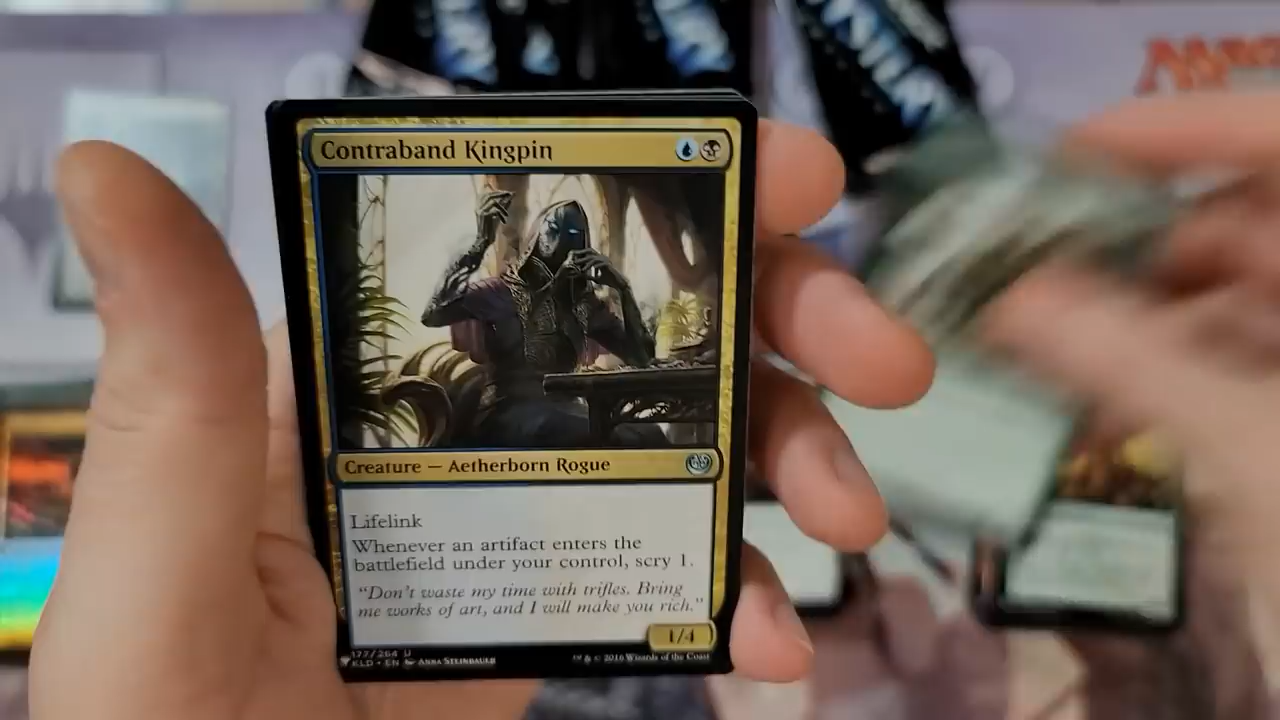 Contraband Kingpin
Creature — Aetherborn Rogue
Lifelink
Whenever an artifact enters the
battlefield under your control, scry 1.
"Don't waste my time with trifles. Bring
me works of art, and I will make you rich."
1/4
177/264 U
KLD • EN Anna Steinbauer
™ & © 2016 Wizards of the Coast